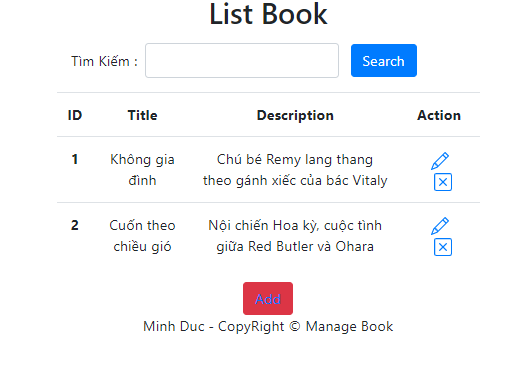 List Book
Tìm Kiếm : Search
ID Title Description Action
1 Không gia Chú bé Remy lang thang
đình theo gánh xiếc của bác Vitaly
2 Cuốn theo Nội chiến Hoa kỳ, cuộc tình
chiều gió giữa Red Butler và Ohara
Add
Minh Duc - CopyRight © Manage Book